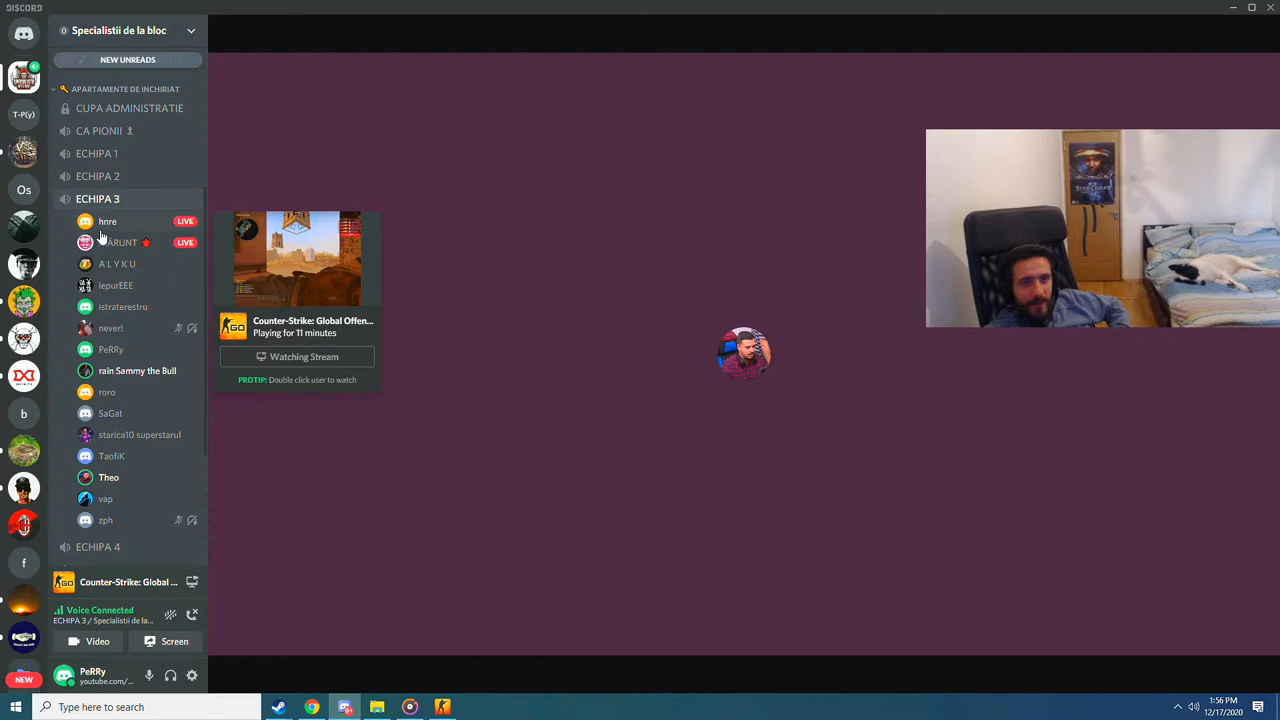 DISCORD
Specialistii de la bloc
NEW UNREADS
APARTAMENTE DE INCHIRIAT
CUPA ADMINISTRATIE
CA PIONII
ECHIPA 1
ECHIPA 2
ECHIPA 3
hnre
LIVE
LIVE
A L Y K U
iepurEEE
istraterestru
never!
PeRRy
rain Sammy the Bull
roro
SaGat
starica10 superstarul
TaofiK
Theo
vap
zph
ECHIPA 4
Counter-Strike: Global ...
Voice Connected
ECHIPA 3 / Specialistii de la...
Video
Screen
PeRRy
youtube.com/...
T-P(y)
Os
b
f
NEW
GO
Counter-Strike: Global Offen...
Playing for 11 minutes
Watching Stream
PROTIP: Double click user to watch
STARCRAFT
Type here to search
1:56 PM
12/17/2020